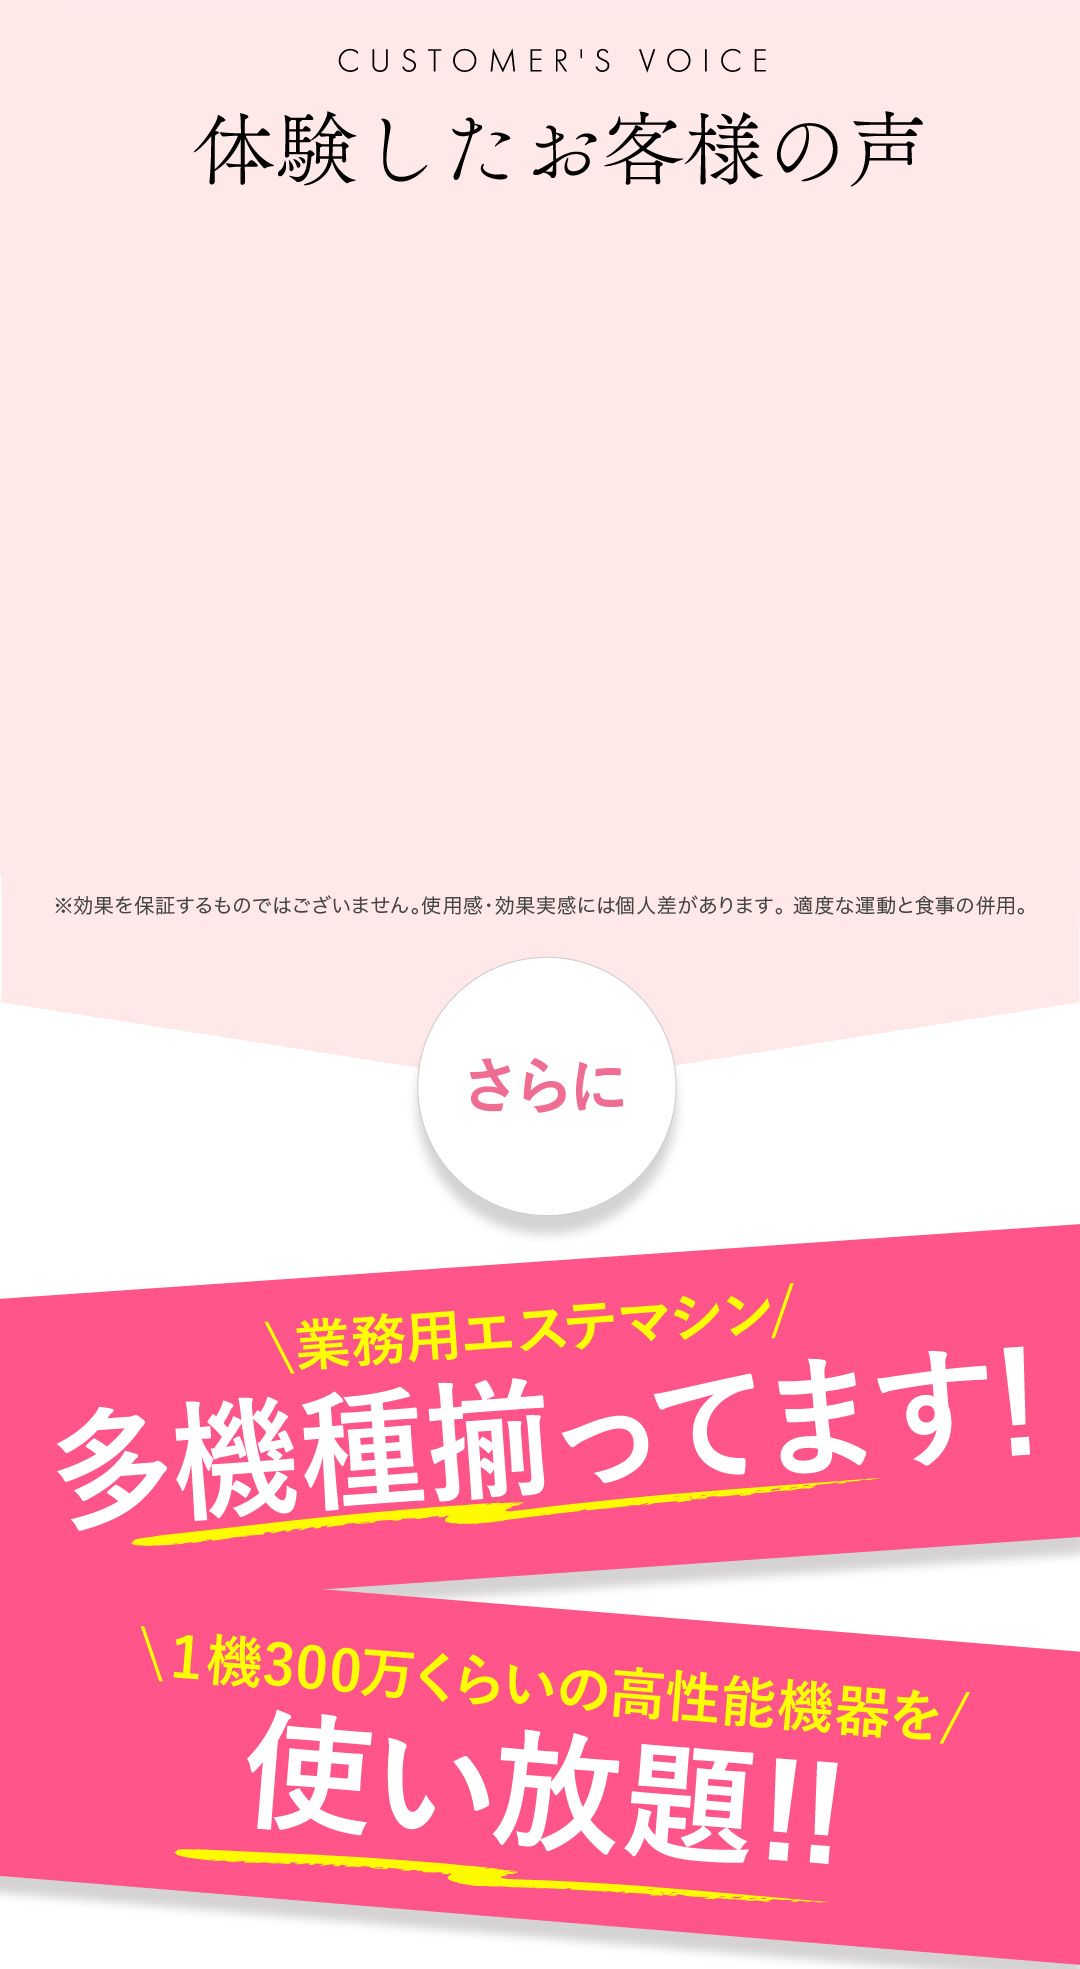 CUSTOMER'S VOICE
体験したお客様の声
※効果を保証するものではございません。使用感・効果実感には個人差があります。適度な運動と食事の併用。
さらに
\業務用エステマシン/
多機種揃ってます!
\1機300万くらいの高性能機器を/
使い放題!!